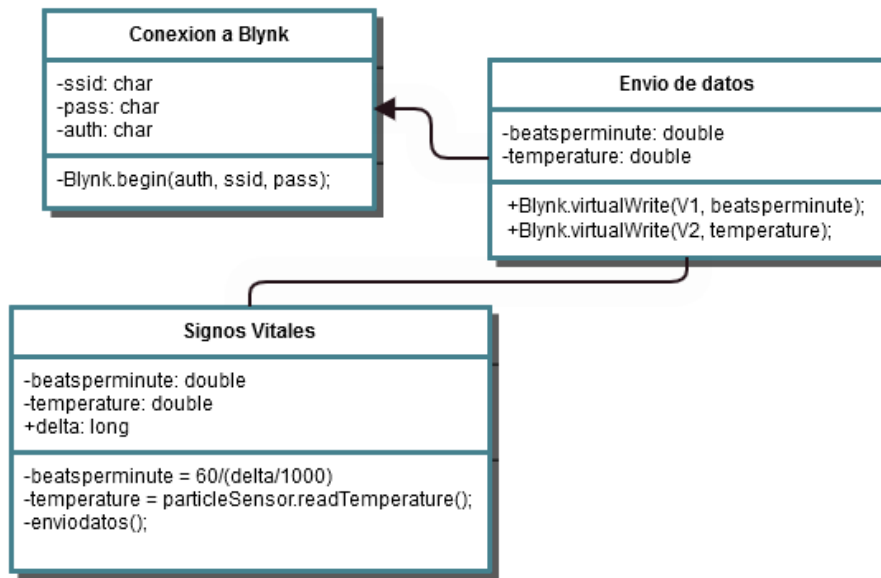 Conexion a Blynk
-ssid: char
-pass: char
-auth: char
-Blynk.begin(auth, ssid, pass);
Envio de datos
-beatsperminute: double
-temperature: double
+Blynk.virtualWrite(V1, beatsperminute);
+Blynk.virtualWrite(V2, temperature);
Signos Vitales
-beatsperminute: double
-temperature: double
+delta: long
-beatsperminute = 60/(delta/1000)
-temperature = particleSensor.readTemperature();
-enviodatos();